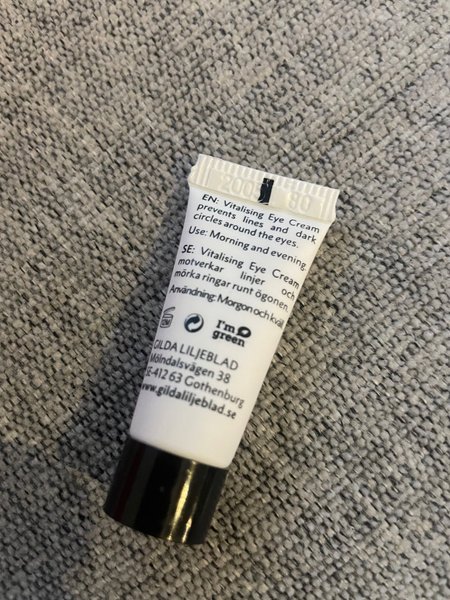 EN: Vitalising Eye Cream
prevents lines and dark
circles around the eyes.
Use: Morning and evening.
SE: Vitalising Eye Cream
motverkar linjer och
mörka ringar runt ögonen.
Användning: Morgon och kväll
I'm
green
GILDA LILJEBLAD
Mölndalsvägen 38
SE-412 63 Gothenburg
www.gildaliljeblad.se